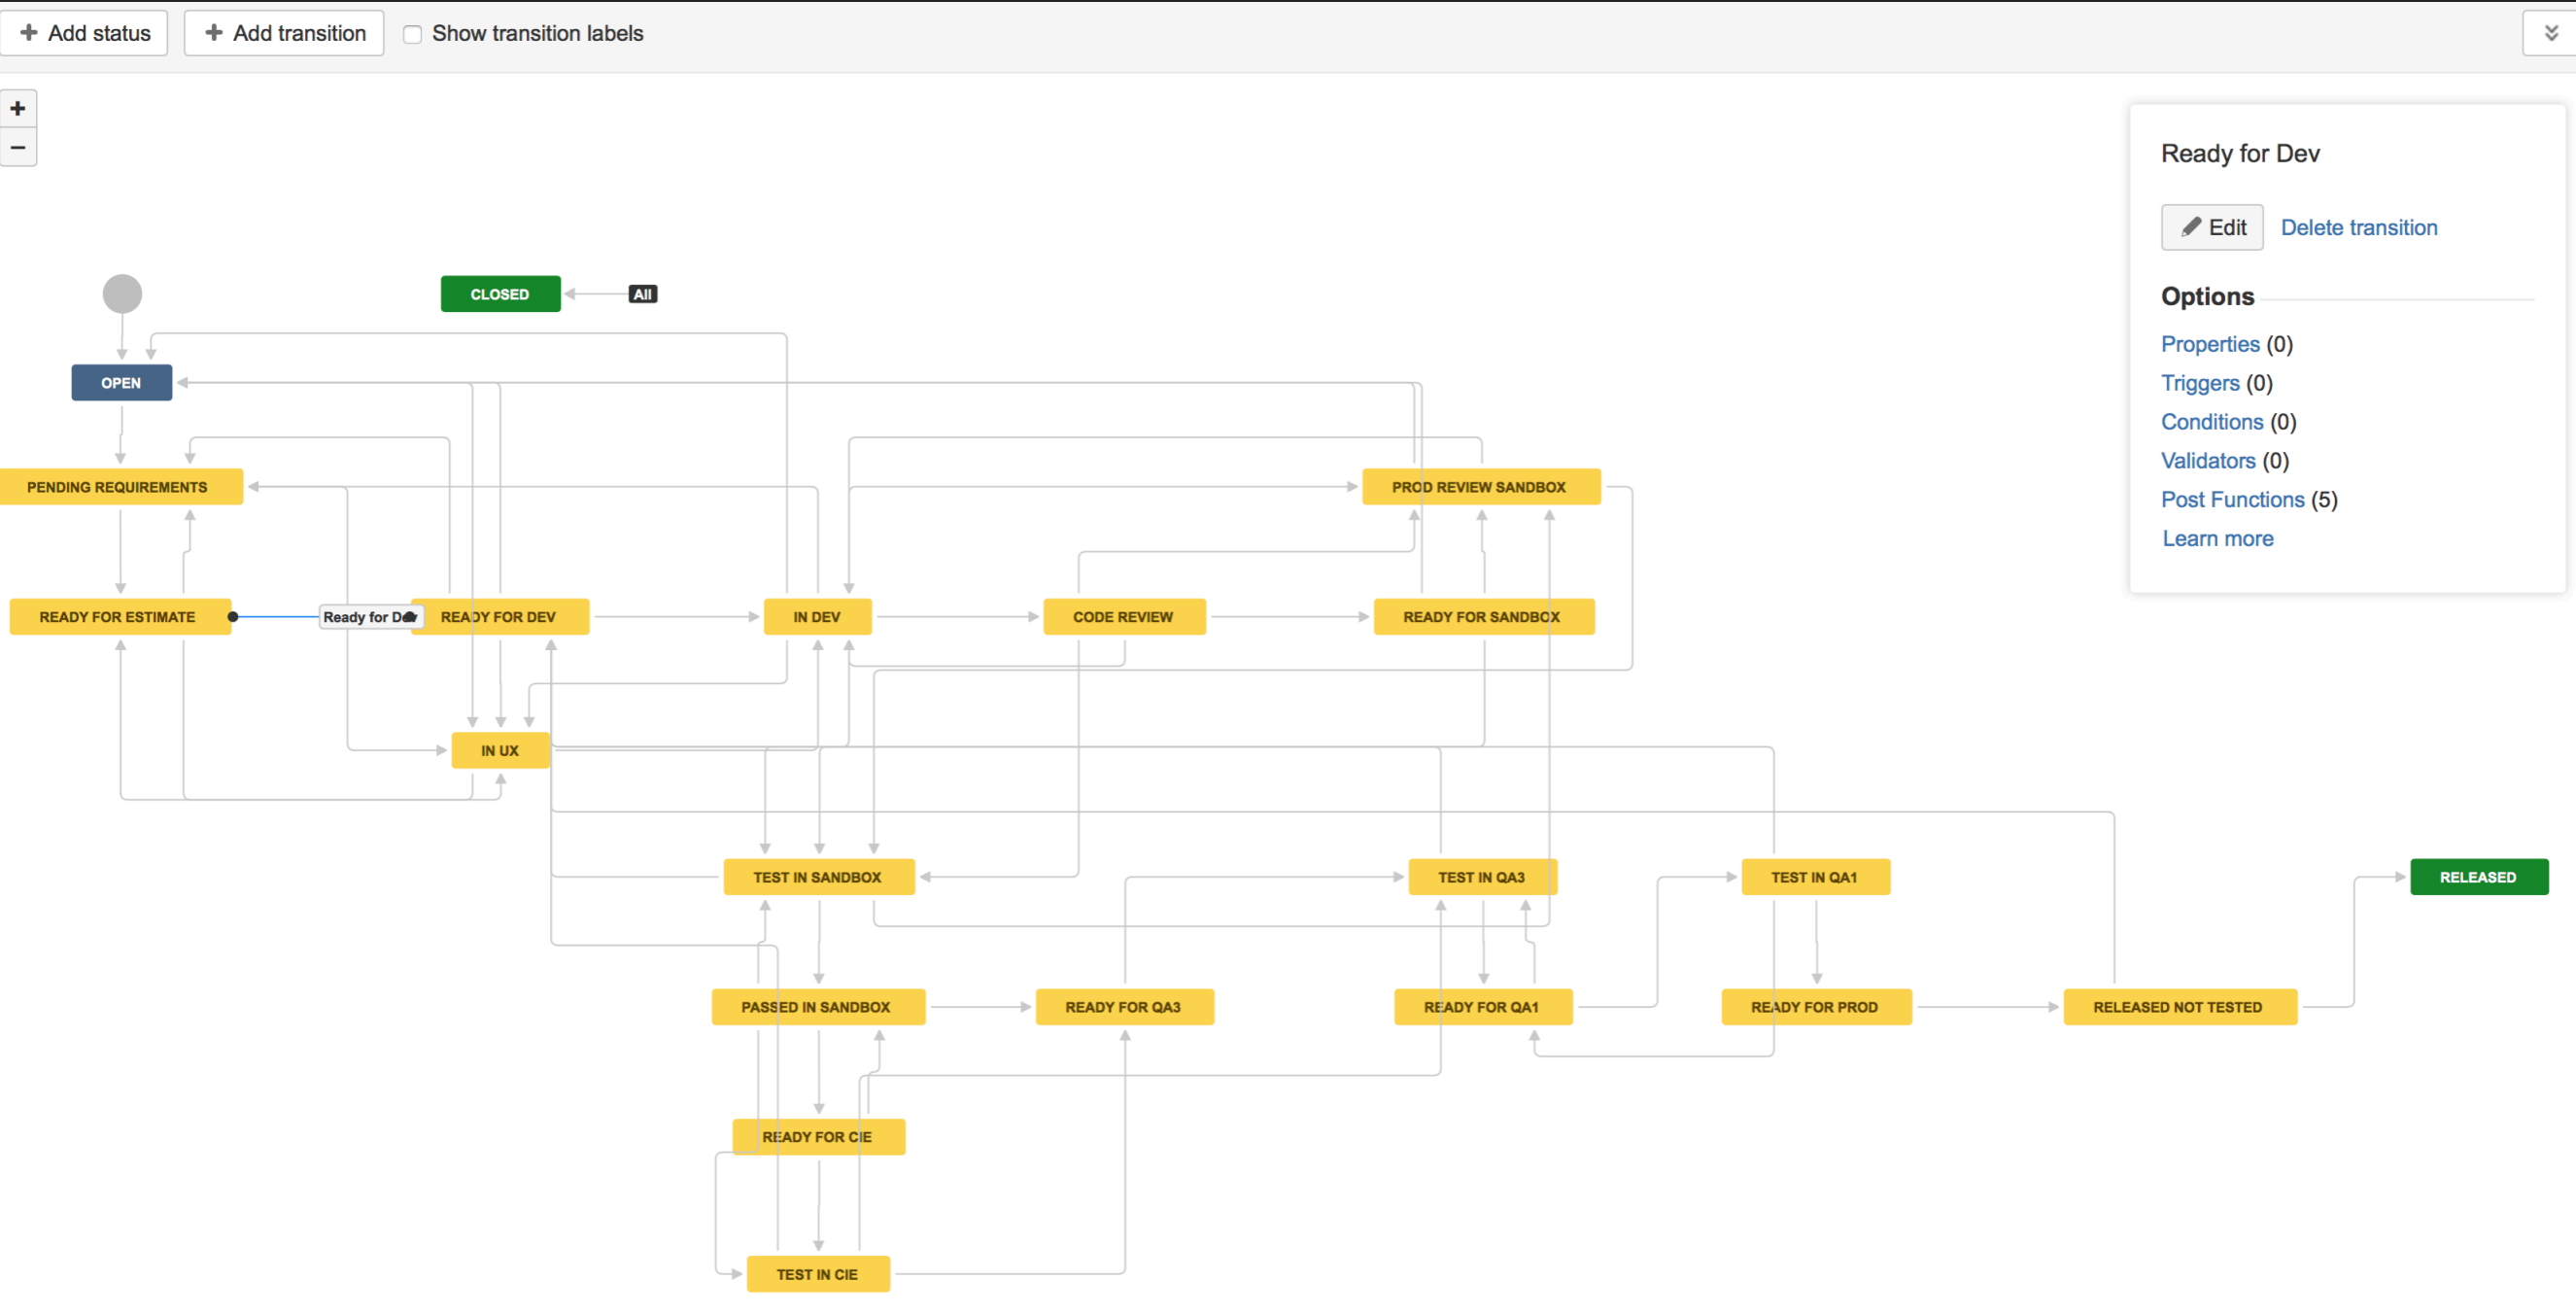 Add status
Add transition
Show transition labels
Ready for Dev
Edit
Delete transition
Options
Properties (0)
Triggers (0)
Conditions (0)
Validators (0)
Post Functions (5)
Learn more
CLOSED
All
OPEN
PENDING REQUIREMENTS
PROD REVIEW SANDBOX
READY FOR ESTIMATE
Ready for Dev
READY FOR DEV
IN DEV
CODE REVIEW
READY FOR SANDBOX
IN UX
TEST IN SANDBOX
TEST IN QA3
TEST IN QA1
RELEASED
PASSED IN SANDBOX
READY FOR QA3
READY FOR QA1
READY FOR PROD
RELEASED NOT TESTED
READY FOR CIE
TEST IN CIE